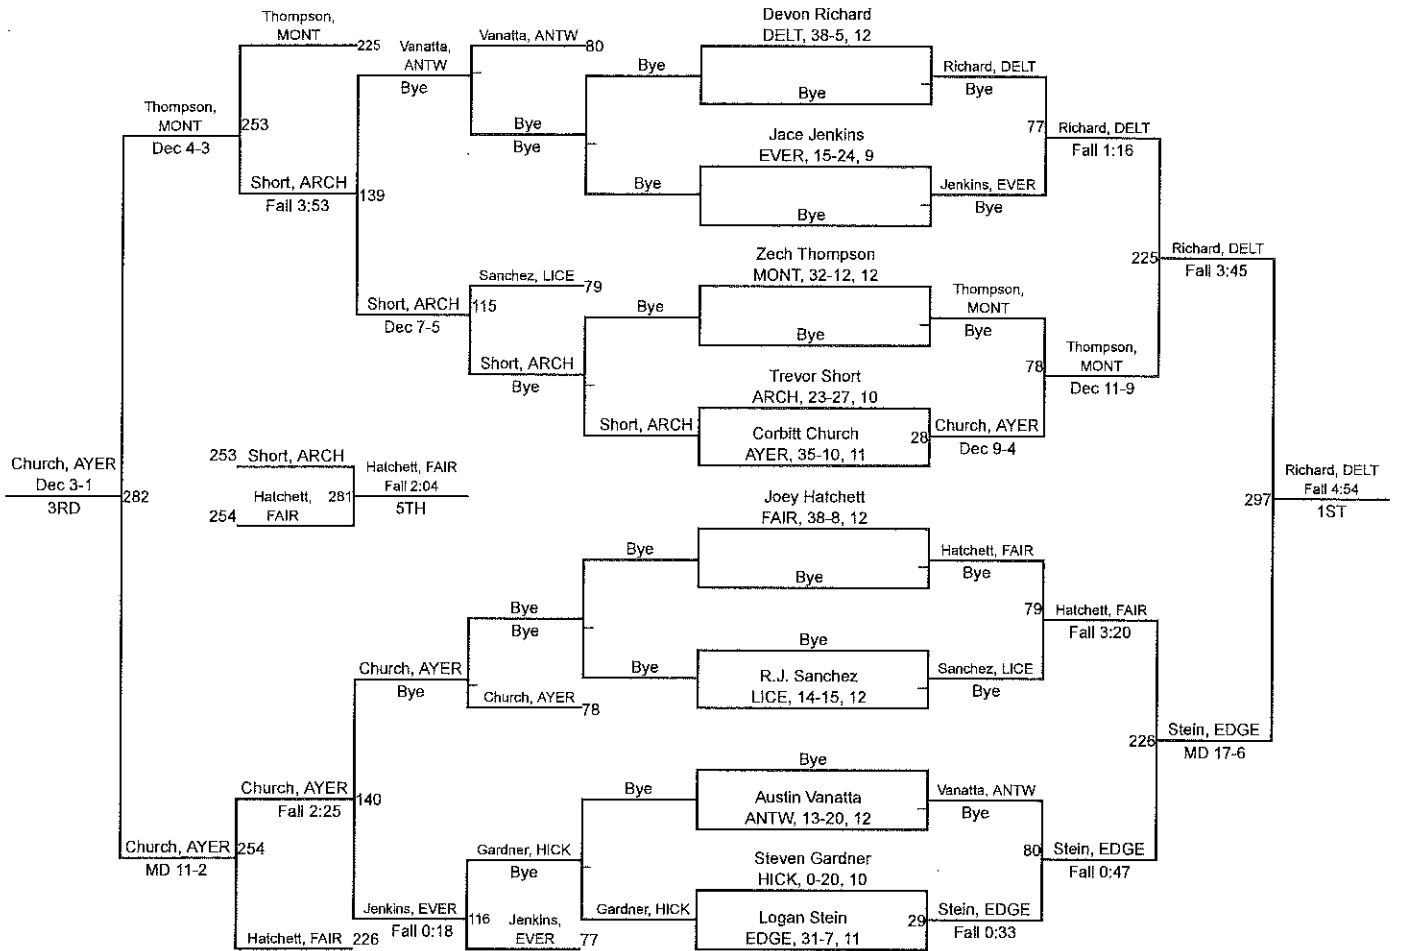 Devon Richard
DELT, 38-5, 12
Bye
Bye
Jace Jenkins
EVER, 15-24, 9
Bye
Bye
Zech Thompson
MONT, 32-12, 12
Bye
Bye
Trevor Short
ARCH, 23-27, 10
Short, ARCH
Corbitt Church
AYER, 35-10, 11
28
Joey Hatchett
FAIR, 38-8, 12
Bye
Bye
Bye
Bye
R.J. Sanchez
LICE, 14-15, 12
Bye
Bye
Austin Vanatta
ANTW, 13-20, 12
Steven Gardner
HICK, 0-20, 10
Gardner, HICK
Logan Stein
EDGE, 31-7, 11
29
Richard, DELT
Bye
77
Jenkins, EVER
Bye
Thompson,
MONT
Bye
78
Church, AYER
Dec 9-4
Hatchett, FAIR
Bye
79
Sanchez, LICE
Bye
Vanatta, ANTW
Bye
80
Stein, EDGE
Fall 0:33
Richard, DELT
Fall 1:16
225
Thompson,
MONT
Dec 11-9
Hatchett, FAIR
Fall 3:20
226
Stein, EDGE
Fall 0:47
Richard, DELT
Fall 3:45
297
Stein, EDGE
MD 17-6
Richard, DELT
Fall 4:54
1ST
Vanatta, ANTW
80
Bye
Bye
Sanchez, LICE
79
Short, ARCH
Bye
Bye
Bye
Church, AYER
78
Gardner, HICK
Bye
Jenkins,
EVER
77
Vanatta,
ANTW
Bye
139
Short, ARCH
115
Dec 7-5
Church, AYER
Bye
140
Jenkins, EVER
116
Fall 0:18
Thompson,
MONT
225
Short, ARCH
Fall 3:53
253
Church, AYER
Fall 2:25
254
Hatchett, FAIR
226
Thompson,
MONT
Dec 4-3
Church, AYER
MD 11-2
282
Church, AYER
Dec 3-1
3RD
253
Short, ARCH
254
Hatchett,
FAIR
281
Hatchett, FAIR
Fall 2:04
5TH